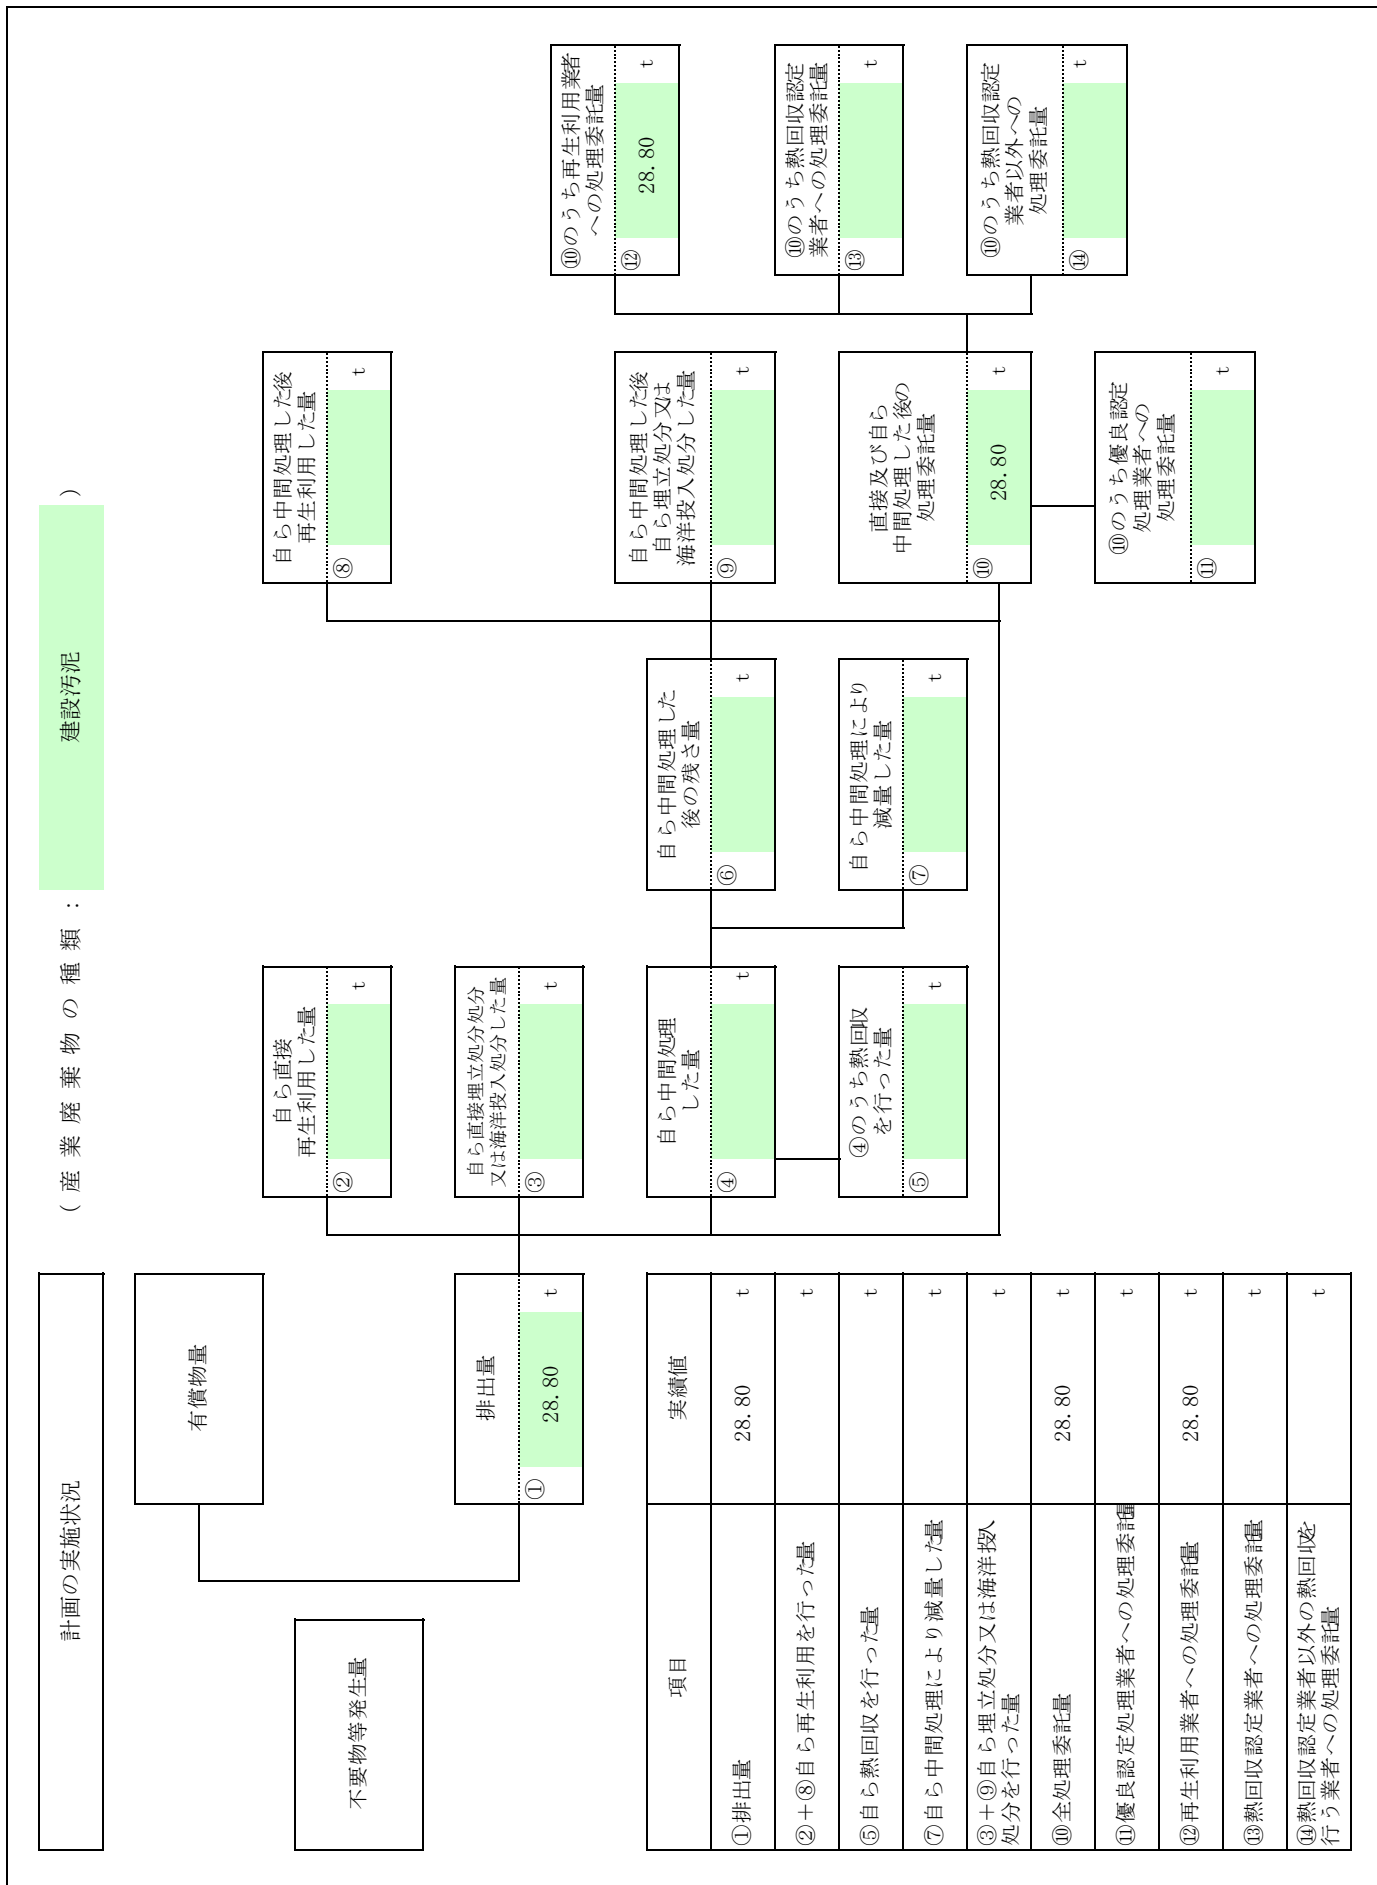 計画の実施状況
（産業廃棄物の種類：
建設汚泥
）
不要物等発生量
有償物量
排出量
①
28.80
t
自ら直接
再生利用した量
②
t
自ら直接埋立処分処分
又は海洋投入処分した量
③
t
自ら中間処理
した量
④
t
④のうち熱回収
を行った量
⑤
t
自ら中間処理した
後の残さ量
⑥
t
自ら中間処理により
減量した量
⑦
t
自ら中間処理した後
再生利用した量
⑧
t
自ら中間処理した後
自ら埋立処分又は
海洋投入処分した量
⑨
t
直接及び自ら
中間処理した後の
処理委託量
⑩
28.80
t
⑩のうち優良認定
処理業者への
処理委託量
⑪
t
⑩のうち再生利用業者
への処理委託量
⑫
28.80
t
⑩のうち熱回収認定
業者への処理委託量
⑬
t
⑩のうち熱回収認定
業者以外への
処理委託量
⑭
t
項目
実績値
①排出量
28.80
t
②＋⑧自ら再生利用を行った量
t
⑤自ら熱回収を行った量
t
⑦自ら中間処理により減量した量
t
③＋⑨自ら埋立処分又は海洋投入
処分を行った量
t
⑩全処理委託量
28.80
t
⑪優良認定処理業者への処理委託量
t
⑫再生利用業者への処理委託量
28.80
t
⑬熱回収認定業者への処理委託量
t
⑭熱回収認定業者以外の熱回収を
行う業者への処理委託量
t